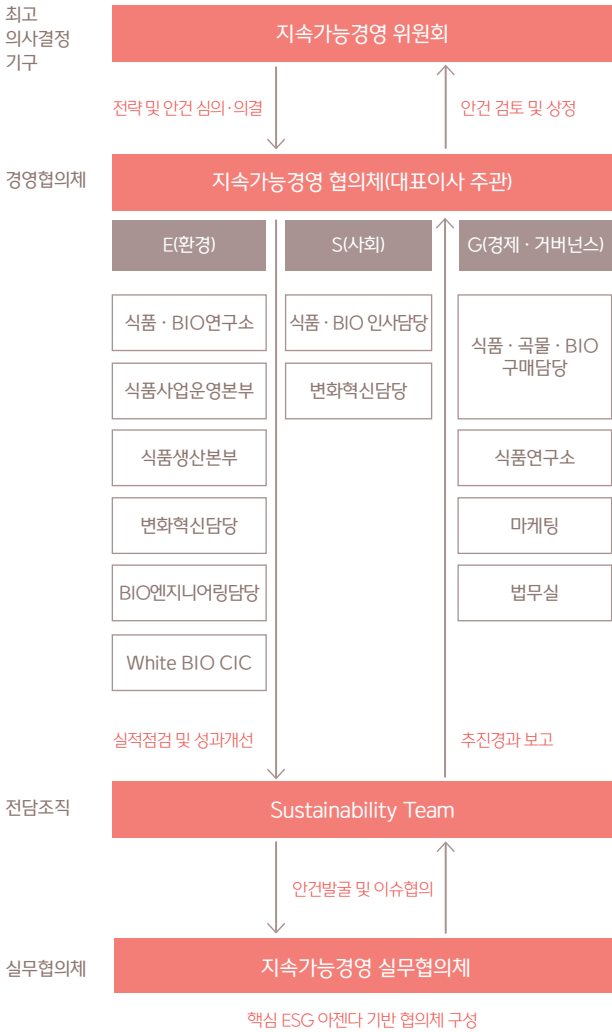 최고
의사결정
기구
지속가능경영 위원회
전략 및 안건 심의·의결
안건 검토 및 상정
경영협의체
지속가능경영 협의체(대표이사 주관)
E(환경)
S(사회)
G(경제·거버넌스)
식품·BIO연구소
식품사업운영본부
식품생산본부
변화혁신담당
BIO엔지니어링담당
White BIO CIC
식품·BIO 인사담당
변화혁신담당
식품·곡물·BIO
구매담당
식품연구소
마케팅
법무실
실적점검 및 성과개선
추진경과 보고
전담조직
Sustainability Team
안건발굴 및 이슈협의
실무협의체
지속가능경영 실무협의체
핵심 ESG 아젠다 기반 협의체 구성